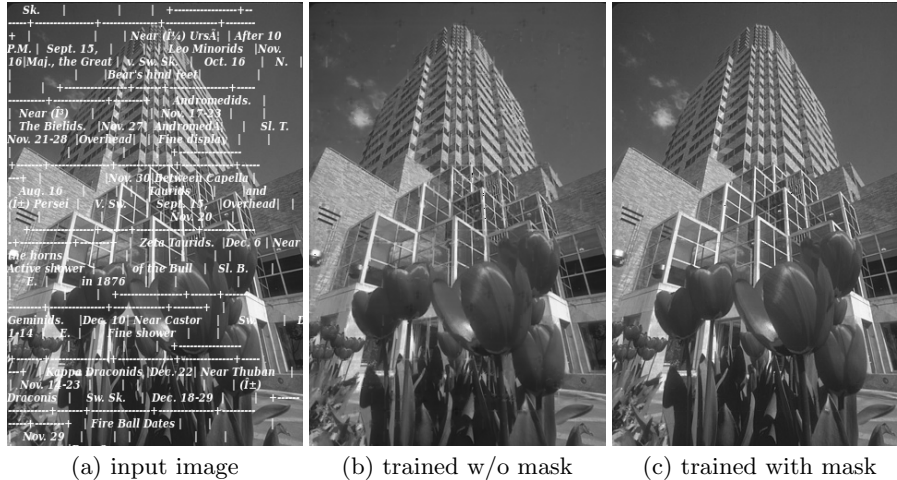 Sk. | | | +----------------+--
-----+--------------+-------+-------+--------------+---------
+ | | | Near (Î¼) UrsÃ¦ | After 10
P.M. | Sept. 15, | | | Leo Minorids |Nov.
16|Maj., the Great | v. Sw. Sk. | Oct. 16 | N. |
| | |Bear's hind feet| |
| | +----------------+-------+-------+
| Andromedids. |
| Near (Î³) | | Nov. 17-23 | |
| The Bielids. |Nov. 27| | Sl. T.
Nov. 21-28 |Overhead| | Fine display | |
| +----------------
|Nov. 30|Between Capella |
| Aug. 16 | Taurids | and
(Î±) Persei | V. Sw. Sept. 15, |Overhead| |
| | Nov. 20
| Zeta Taurids. |Dec. 6 | Near
the horns | | | |
Active shower | of the Bull | Sl. B.
| E. | in 1876 | |
| | +--------------+-------+-------
Geminids. |Dec. 10| Near Castor | Sw. | D
1-14 | E. | | Fine shower | |
| +----------------
---+ | Kappa Draconids |Dec. 22| Near Thuban |
| Nov. 14-23 | | | | (Î±)
Draconis | Sw. Sk. | Dec. 18-29 | +------
| Fire Ball Dates | |
Nov. 29 | | | |
(a) input image (b) trained w/o mask (c) trained with mask